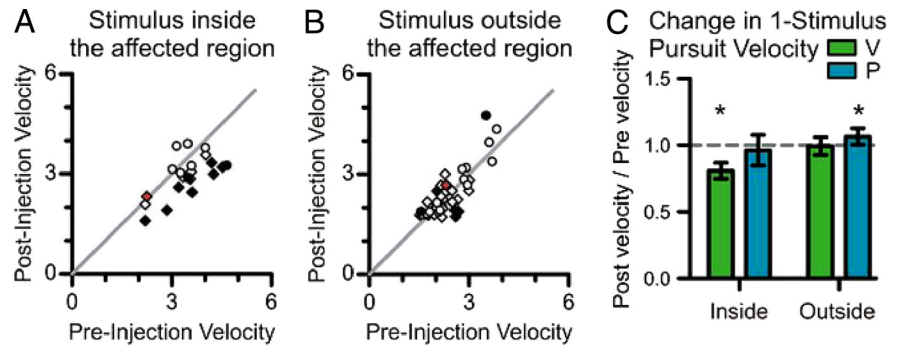 A
Stimulus inside
the affected region
Post-Injection Velocity
6
3
0
0 3 6
Pre-Injection Velocity
B
Stimulus outside
the affected region
Post-Injection Velocity
6
3
0
0 3 6
Pre-Injection Velocity
C
Change in 1-Stimulus
Pursuit Velocity
V
P
Post velocity / Pre velocity
1.5
1.0
0.5
0.0
* *
Inside Outside